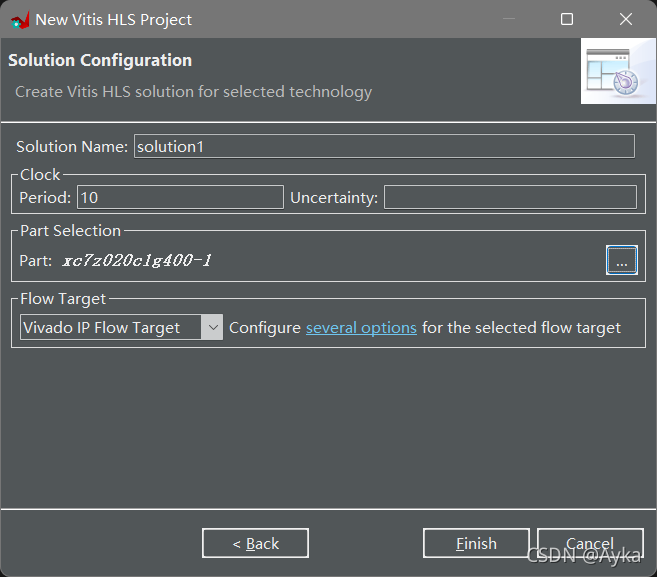 New Vitis HLS Project
Solution Configuration
Create Vitis HLS solution for selected technology
Solution Name: solution1
Clock
Period: 10 Uncertainty:
Part Selection
Part: xc7z020clg400-1 ...
Flow Target
Vivado IP Flow Target Configure several options for the selected flow target
< Back Finish Cancel
CSDN @Ayka